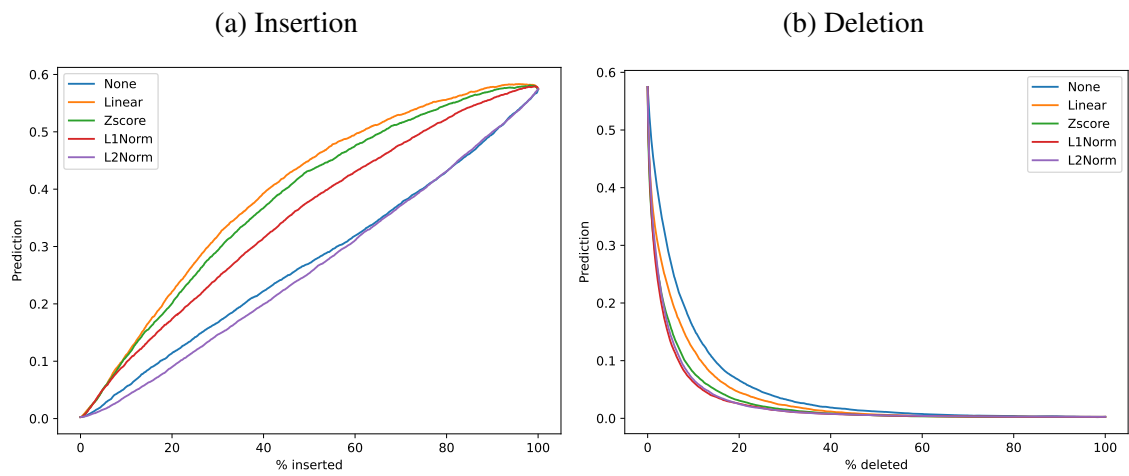 (a) Insertion
(b) Deletion
0.6
0.5
0.4
0.3
0.2
0.1
0.0
Prediction
None
Linear
Zscore
L1Norm
L2Norm
0
20
40
60
80
100
% inserted
0.6
0.5
0.4
0.3
0.2
0.1
0.0
Prediction
None
Linear
Zscore
L1Norm
L2Norm
0
20
40
60
80
100
% deleted